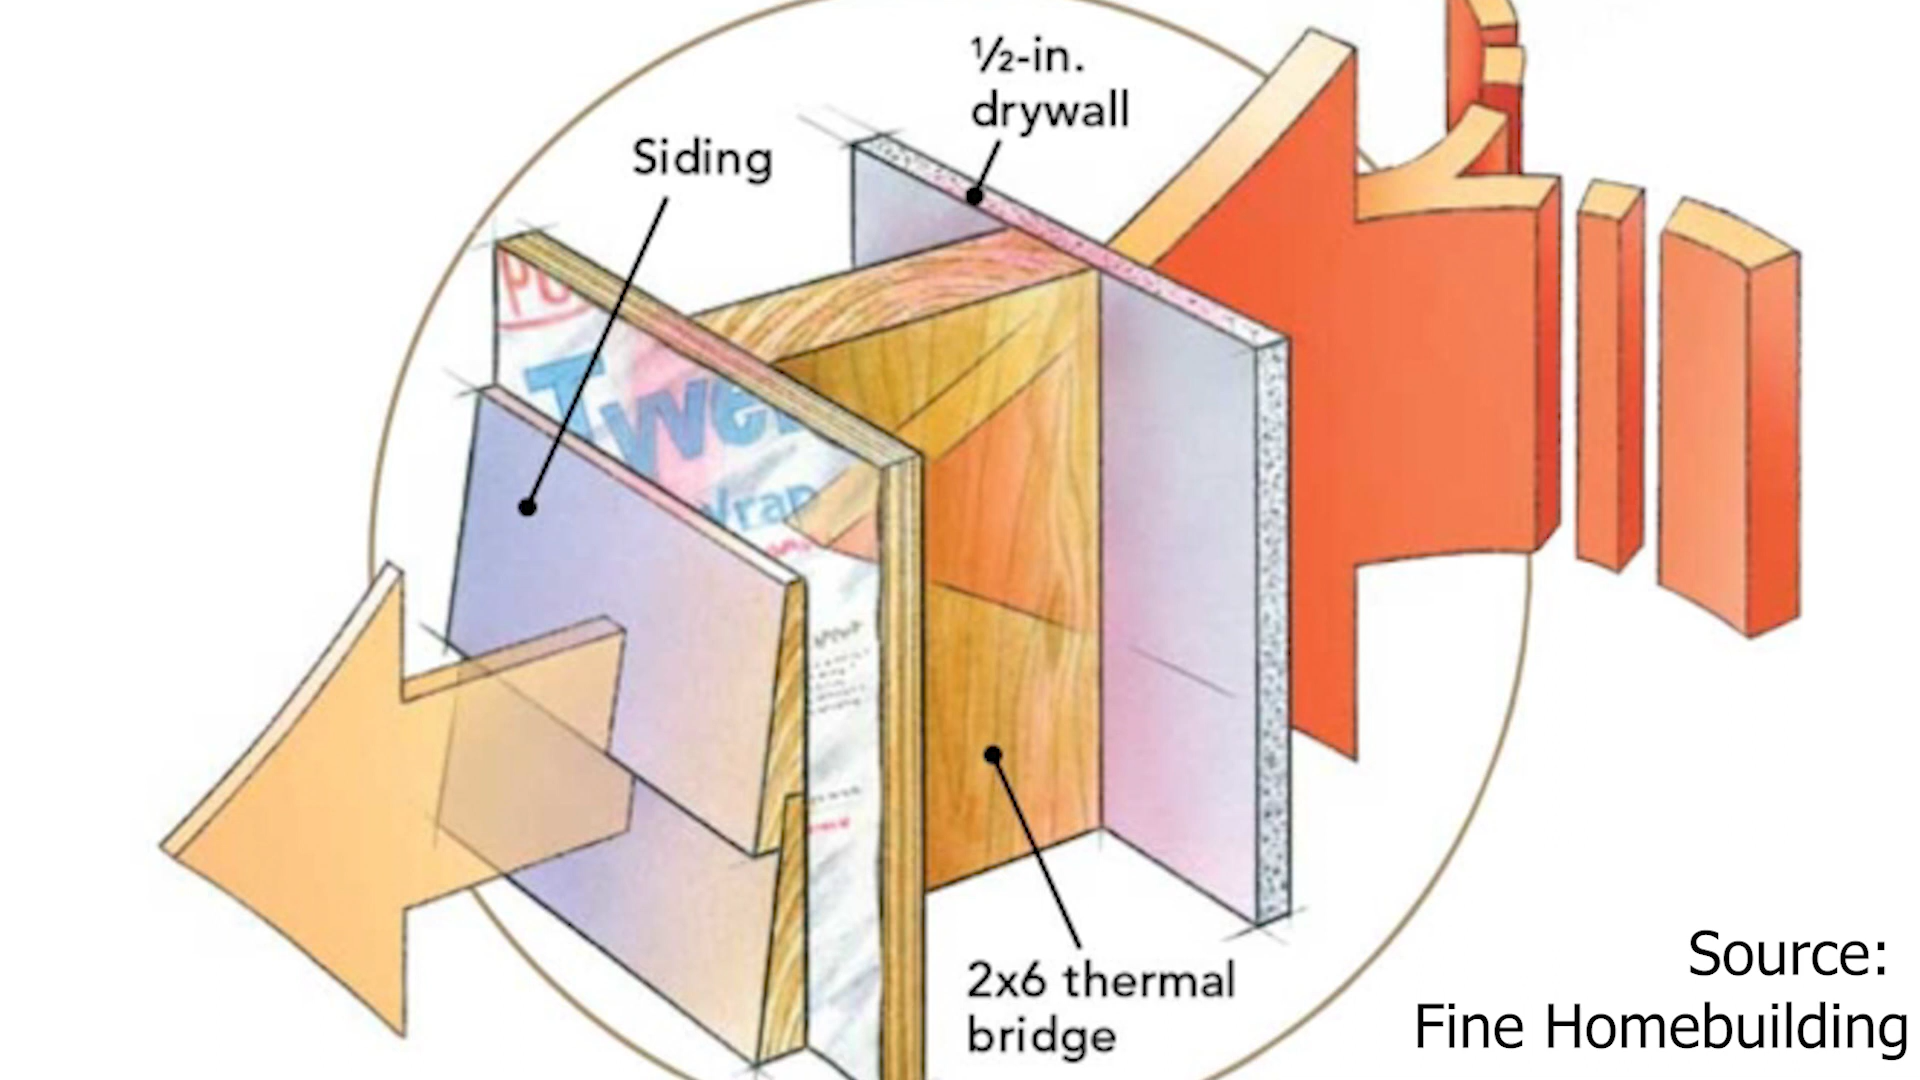 ½-in.
drywall
Siding
2x6 thermal
bridge
Source:
Fine Homebuilding